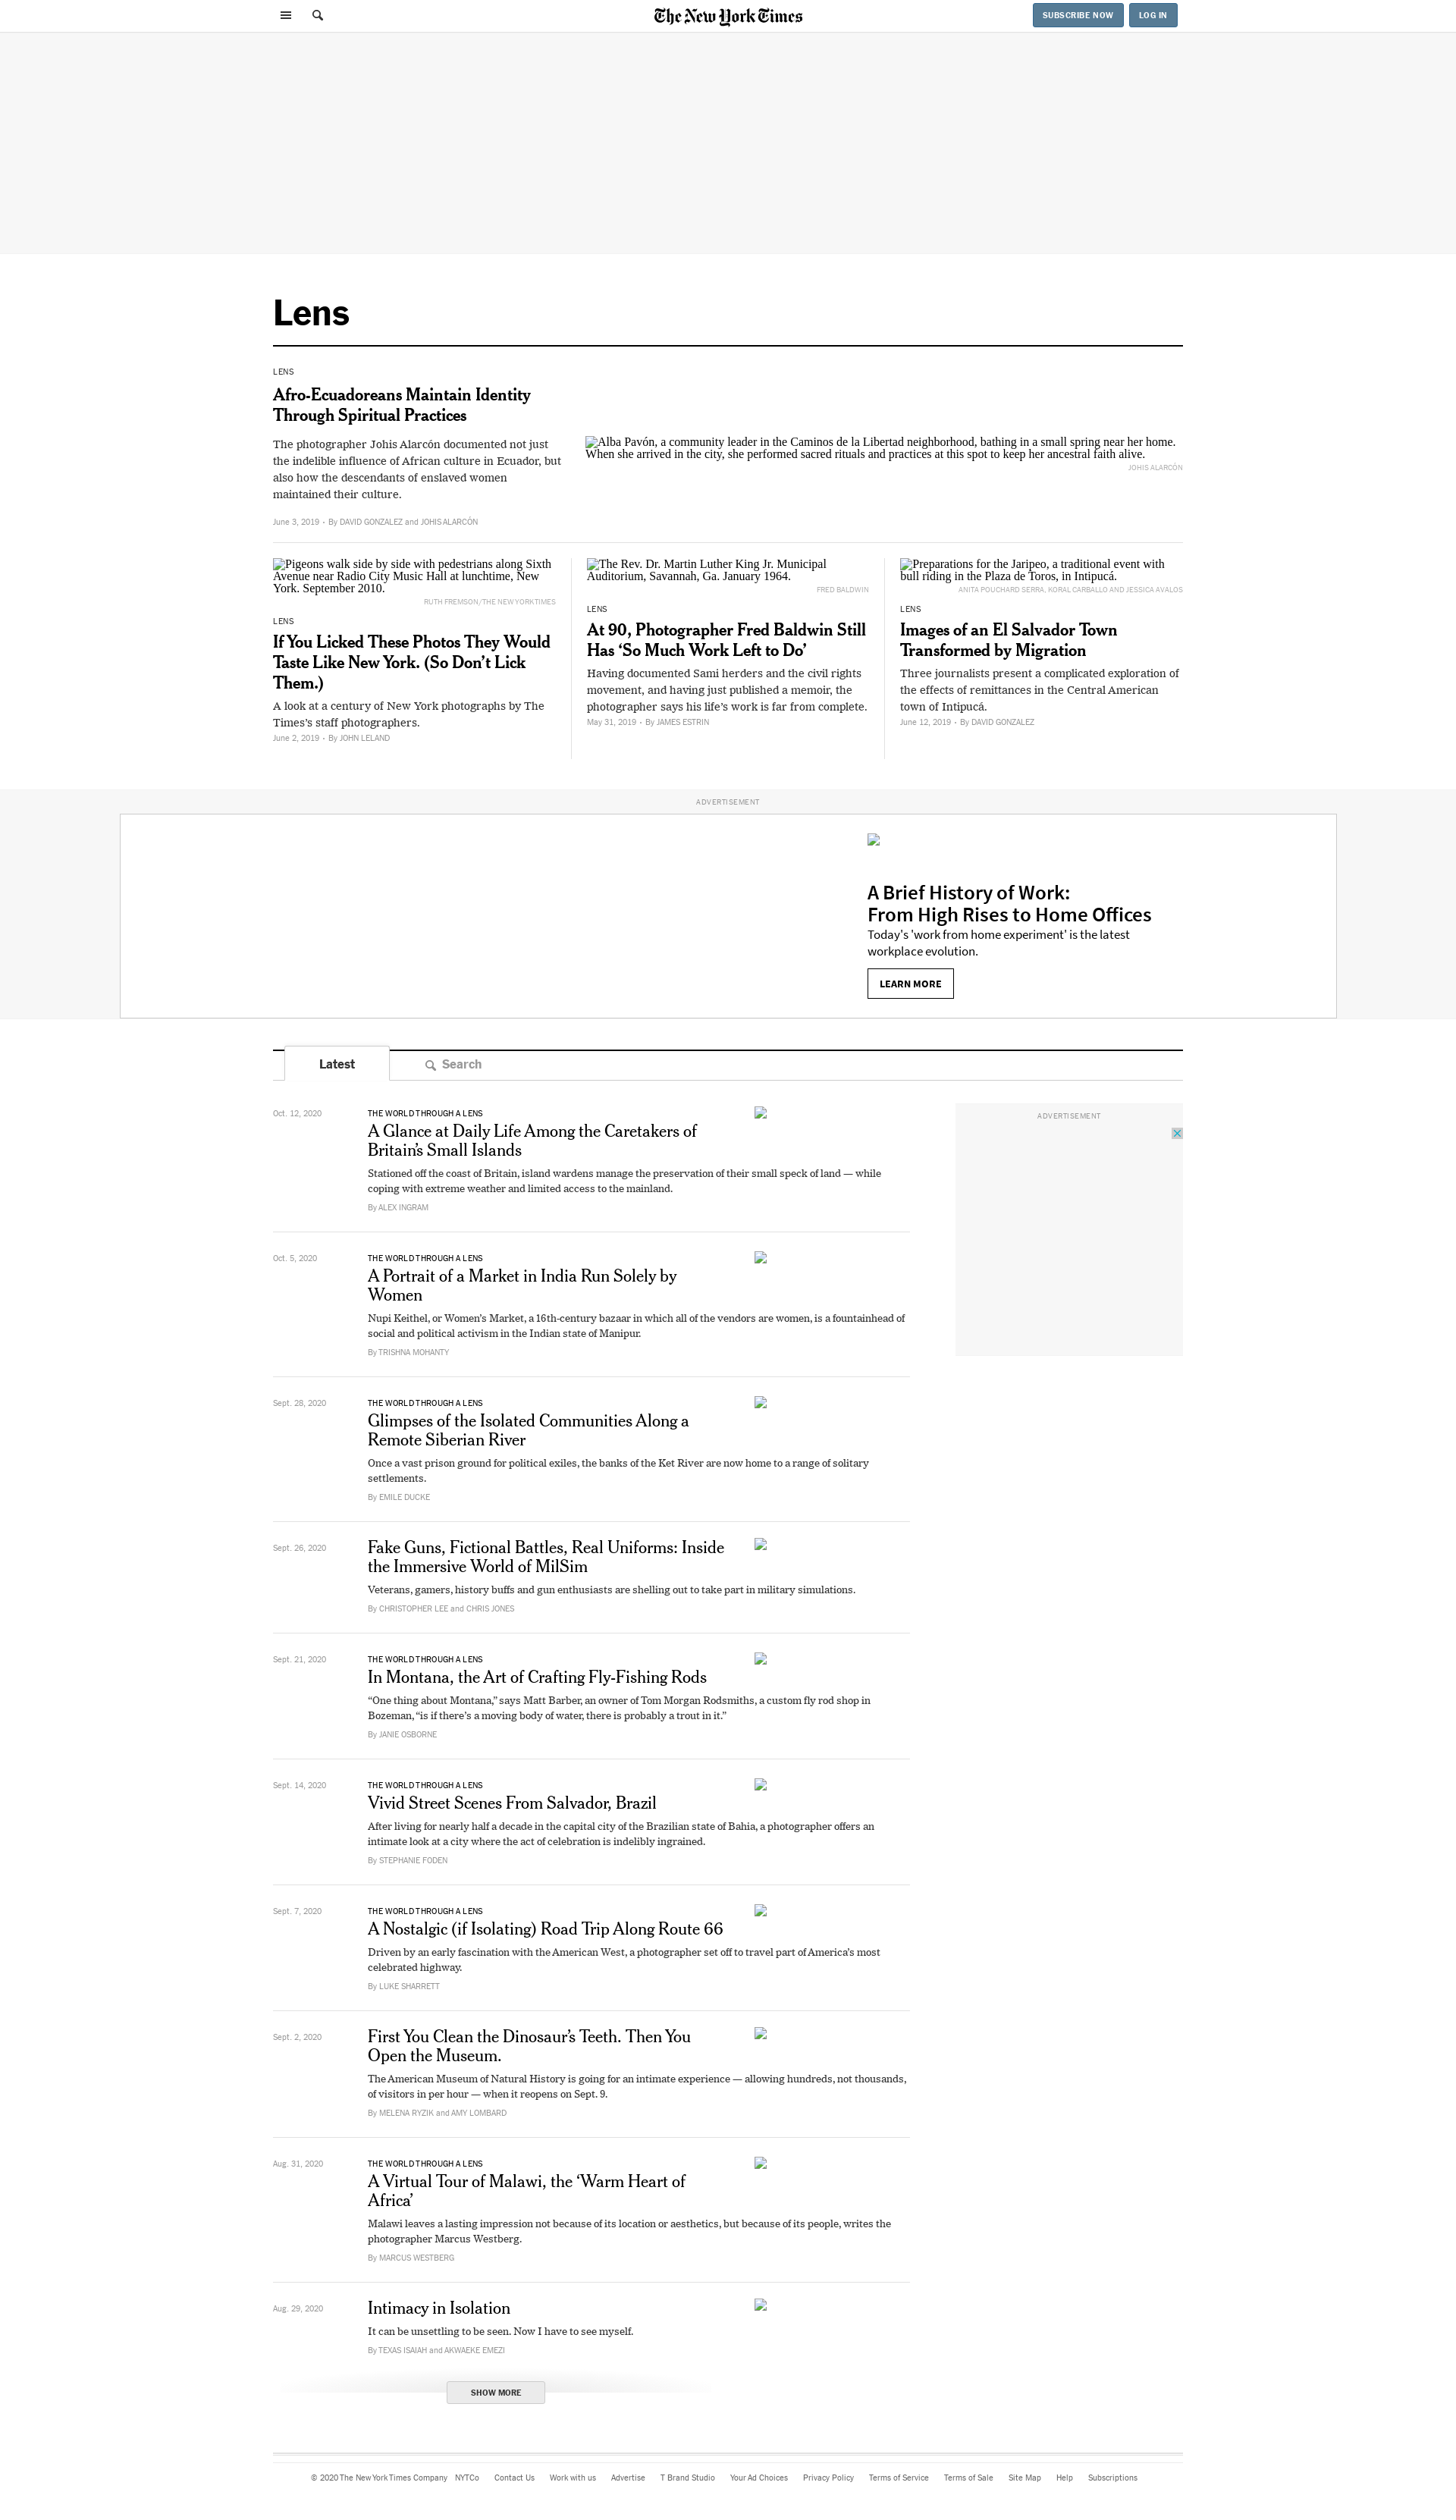 The New York Times
SUBSCRIBE NOW
LOG IN
Lens
LENS
Afro-Ecuadoreans Maintain Identity
Through Spiritual Practices
The photographer Johis Alarcón documented not just
the indelible influence of African culture in Ecuador, but
also how the descendants of enslaved women
maintained their culture.
June 3, 2019 • By DAVID GONZALEZ and JOHIS ALARCÓN
Alba Pavón, a community leader in the Caminos de la Libertad neighborhood, bathing in a small spring near her home.
When she arrived in the city, she performed sacred rituals and practices at this spot to keep her ancestral faith alive.
JOHIS ALARCÓN
Pigeons walk side by side with pedestrians along Sixth
Avenue near Radio City Music Hall at lunchtime, New
York. September 2010.
RUTH FREMSON/THE NEW YORK TIMES
LENS
If You Licked These Photos They Would
Taste Like New York. (So Don’t Lick
Them.)
A look at a century of New York photographs by The
Times’s staff photographers.
June 2, 2019 • By JOHN LELAND
The Rev. Dr. Martin Luther King Jr. Municipal
Auditorium, Savannah, Ga. January 1964.
FRED BALDWIN
LENS
At 90, Photographer Fred Baldwin Still
Has ‘So Much Work Left to Do’
Having documented Sami herders and the civil rights
movement, and having just published a memoir, the
photographer says his life’s work is far from complete.
May 31, 2019 • By JAMES ESTRIN
Preparations for the Jaripeo, a traditional event with
bull riding in the Plaza de Toros, in Intipucá.
ANITA POUCHARD SERRA, KORAL CARBALLO AND JESSICA AVALOS
LENS
Images of an El Salvador Town
Transformed by Migration
Three journalists present a complicated exploration of
the effects of remittances in the Central American
town of Intipucá.
June 12, 2019 • By DAVID GONZALEZ
ADVERTISEMENT
A Brief History of Work:
From High Rises to Home Offices
Today's 'work from home experiment' is the latest
workplace evolution.
LEARN MORE
Latest
Search
ADVERTISEMENT
Oct. 12, 2020
THE WORLD THROUGH A LENS
A Glance at Daily Life Among the Caretakers of
Britain’s Small Islands
Stationed off the coast of Britain, island wardens manage the preservation of their small speck of land — while
coping with extreme weather and limited access to the mainland.
By ALEX INGRAM
Oct. 5, 2020
THE WORLD THROUGH A LENS
A Portrait of a Market in India Run Solely by
Women
Nupi Keithel, or Women’s Market, a 16th-century bazaar in which all of the vendors are women, is a fountainhead of
social and political activism in the Indian state of Manipur.
By TRISHNA MOHANTY
Sept. 28, 2020
THE WORLD THROUGH A LENS
Glimpses of the Isolated Communities Along a
Remote Siberian River
Once a vast prison ground for political exiles, the banks of the Ket River are now home to a range of solitary
settlements.
By EMILE DUCKE
Sept. 26, 2020
Fake Guns, Fictional Battles, Real Uniforms: Inside
the Immersive World of MilSim
Veterans, gamers, history buffs and gun enthusiasts are shelling out to take part in military simulations.
By CHRISTOPHER LEE and CHRIS JONES
Sept. 21, 2020
THE WORLD THROUGH A LENS
In Montana, the Art of Crafting Fly-Fishing Rods
“One thing about Montana,” says Matt Barber, an owner of Tom Morgan Rodsmiths, a custom fly rod shop in
Bozeman, “is if there’s a moving body of water, there is probably a trout in it.”
By JANIE OSBORNE
Sept. 14, 2020
THE WORLD THROUGH A LENS
Vivid Street Scenes From Salvador, Brazil
After living for nearly half a decade in the capital city of the Brazilian state of Bahia, a photographer offers an
intimate look at a city where the act of celebration is indelibly ingrained.
By STEPHANIE FODEN
Sept. 7, 2020
THE WORLD THROUGH A LENS
A Nostalgic (if Isolating) Road Trip Along Route 66
Driven by an early fascination with the American West, a photographer set off to travel part of America’s most
celebrated highway.
By LUKE SHARRETT
Sept. 2, 2020
First You Clean the Dinosaur’s Teeth. Then You
Open the Museum.
The American Museum of Natural History is going for an intimate experience — allowing hundreds, not thousands,
of visitors in per hour — when it reopens on Sept. 9.
By MELENA RYZIK and AMY LOMBARD
Aug. 31, 2020
THE WORLD THROUGH A LENS
A Virtual Tour of Malawi, the ‘Warm Heart of
Africa’
Malawi leaves a lasting impression not because of its location or aesthetics, but because of its people, writes the
photographer Marcus Westberg.
By MARCUS WESTBERG
Aug. 29, 2020
Intimacy in Isolation
It can be unsettling to be seen. Now I have to see myself.
By TEXAS ISAIAH and AKWAEKE EMEZI
SHOW MORE
© 2020 The New York Times Company NYTCo Contact Us Work with us Advertise T Brand Studio Your Ad Choices Privacy Policy Terms of Service Terms of Sale Site Map Help Subscriptions